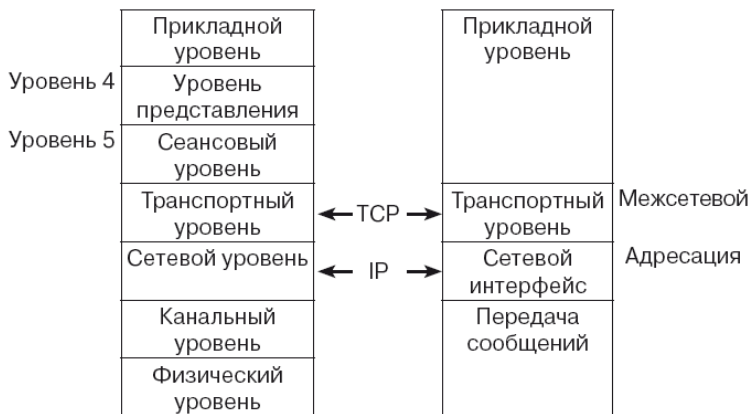 Прикладной
уровень
Прикладной
уровень
Уровень 4
Уровень
представления
Уровень 5
Сеансовый
уровень
Транспортный
уровень
TCP
Транспортный
уровень
Межсетевой
Сетевой уровень
IP
Сетевой
интерфейс
Адресация
Канальный
уровень
Передача
сообщений
Физический
уровень